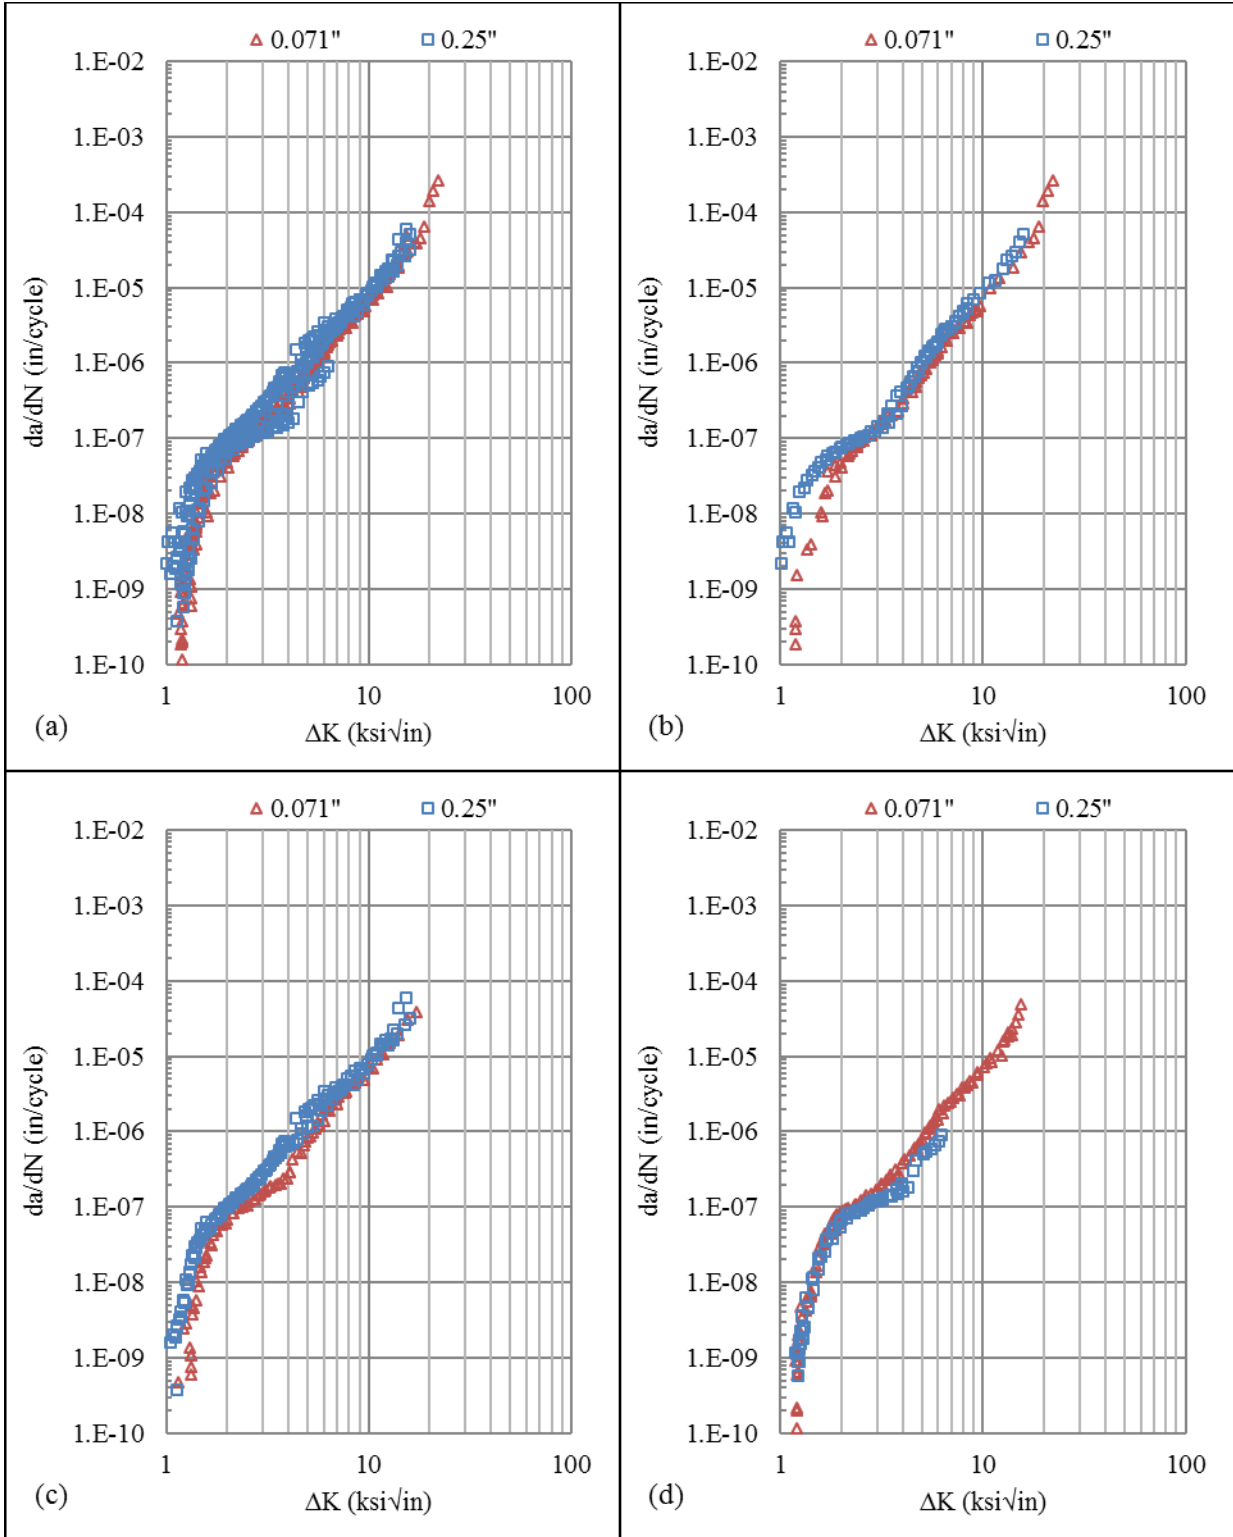 0.071" 0.25"
1.E-02
1.E-03
1.E-04
1.E-05
1.E-06
1.E-07
1.E-08
1.E-09
1.E-10
da/dN (in/cycle)
1 10 100
ΔK (ksi√in)
(a)
0.071" 0.25"
1.E-02
1.E-03
1.E-04
1.E-05
1.E-06
1.E-07
1.E-08
1.E-09
1.E-10
da/dN (in/cycle)
1 10 100
ΔK (ksi√in)
(b)
0.071" 0.25"
1.E-02
1.E-03
1.E-04
1.E-05
1.E-06
1.E-07
1.E-08
1.E-09
1.E-10
da/dN (in/cycle)
1 10 100
ΔK (ksi√in)
(c)
0.071" 0.25"
1.E-02
1.E-03
1.E-04
1.E-05
1.E-06
1.E-07
1.E-08
1.E-09
1.E-10
da/dN (in/cycle)
1 10 100
ΔK (ksi√in)
(d)